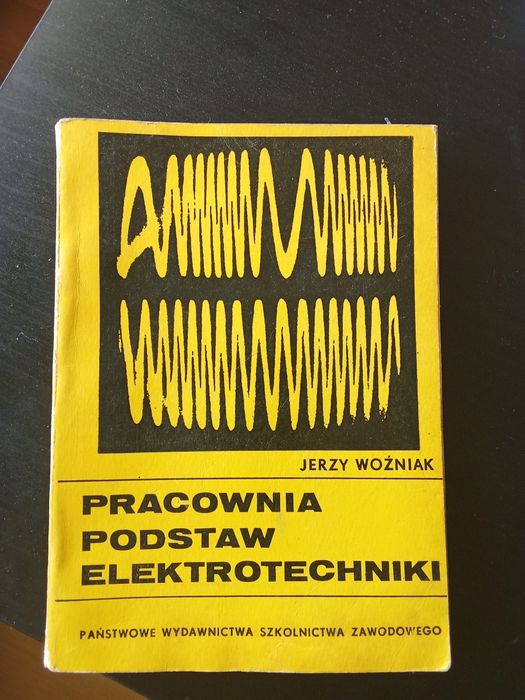 JERZY WOŹNIAK
PRACOWNIA
PODSTAW
ELEKTROTECHNIKI
PAŃSTWOWE WYDAWNICTWA SZKOLNICTWA ZAWODOWEGO